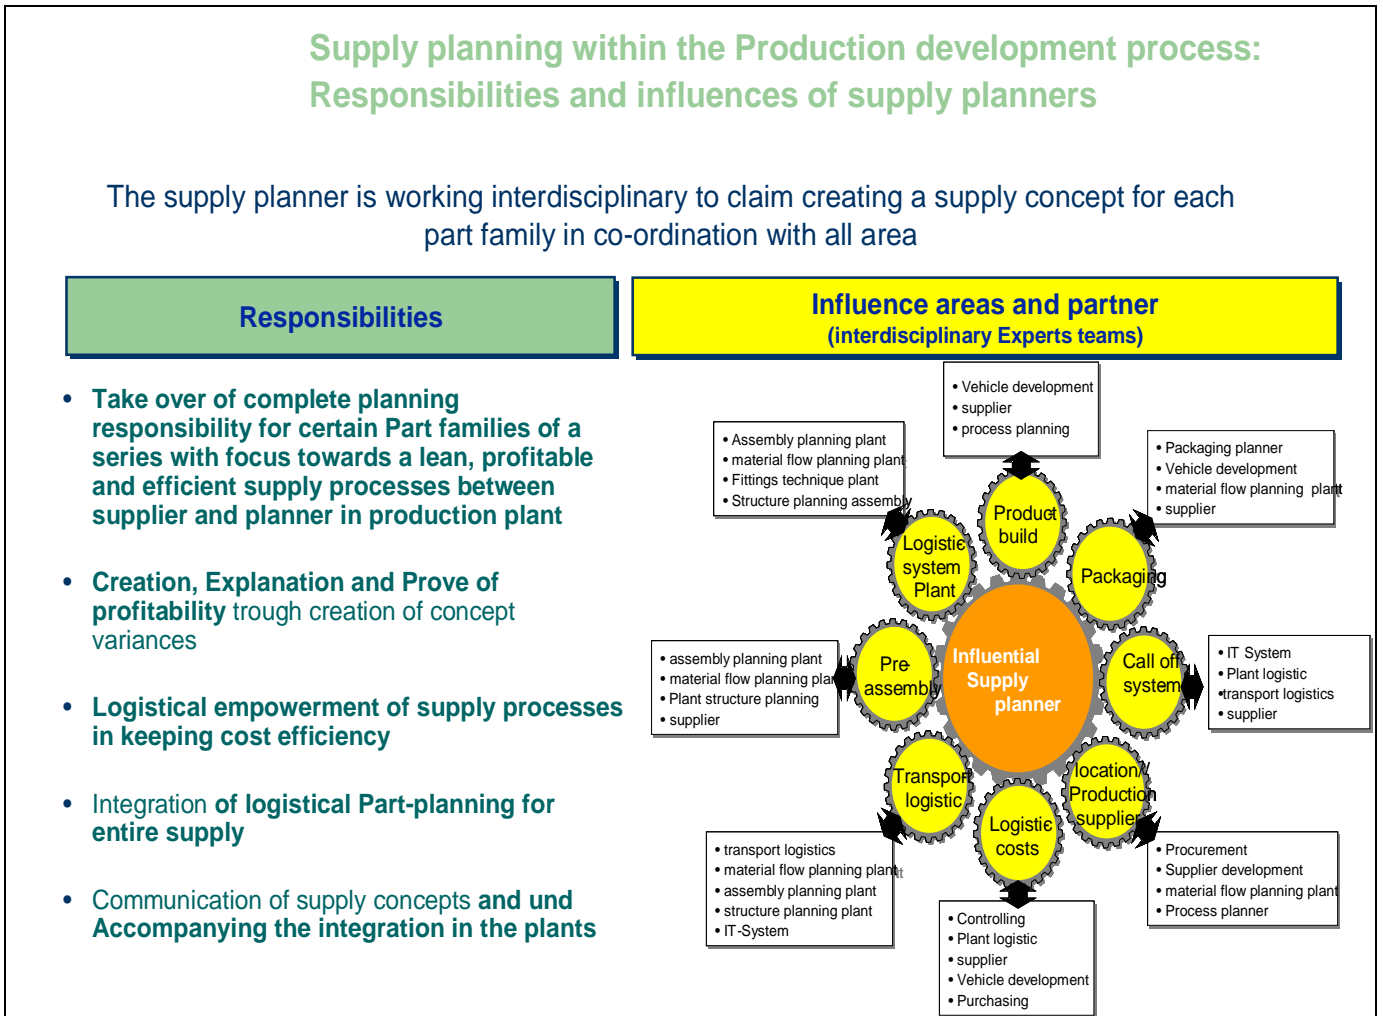 Supply planning within the Production development process:
Responsibilities and influences of supply planners
The supply planner is working interdisciplinary to claim creating a supply concept for each
part family in co-ordination with all area
Responsibilities
• Take over of complete planning
responsibility for certain Part families of a
series with focus towards a lean, profitable
and efficient supply processes between
supplier and planner in production plant
• Creation, Explanation and Prove of
profitability trough creation of concept
variances
• Logistical empowerment of supply processes
in keeping cost efficiency
• Integration of logistical Part-planning for
entire supply
• Communication of supply concepts and und
Accompanying the integration in the plants
Influence areas and partner
(interdisciplinary Experts teams)
• Vehicle development
• supplier
• process planning
• Assembly planning plant
• material flow planning plant
• Fittings technique plant
• Structure planning assembly
• Packaging planner
• Vehicle development
• material flow planning plant
• supplier
Product-
build
Logistic-
system
Plant
Packaging
• assembly planning plant
• material flow planning plant
• Plant structure planning
• supplier
Pre-
assembly
Influential
Supply
planner
Call off
system
• IT System
• Plant logistic
•transport logistics
• supplier
Transport-
logistic
Logistic-
costs
location/
Production
supplier
• transport logistics
• material flow planning plant
• assembly planning plant
• structure planning plant
• IT-System
• Controlling
• Plant logistic
• supplier
• Vehicle development
• Purchasing
• Procurement
• Supplier development
• material flow planning plant
• Process planner